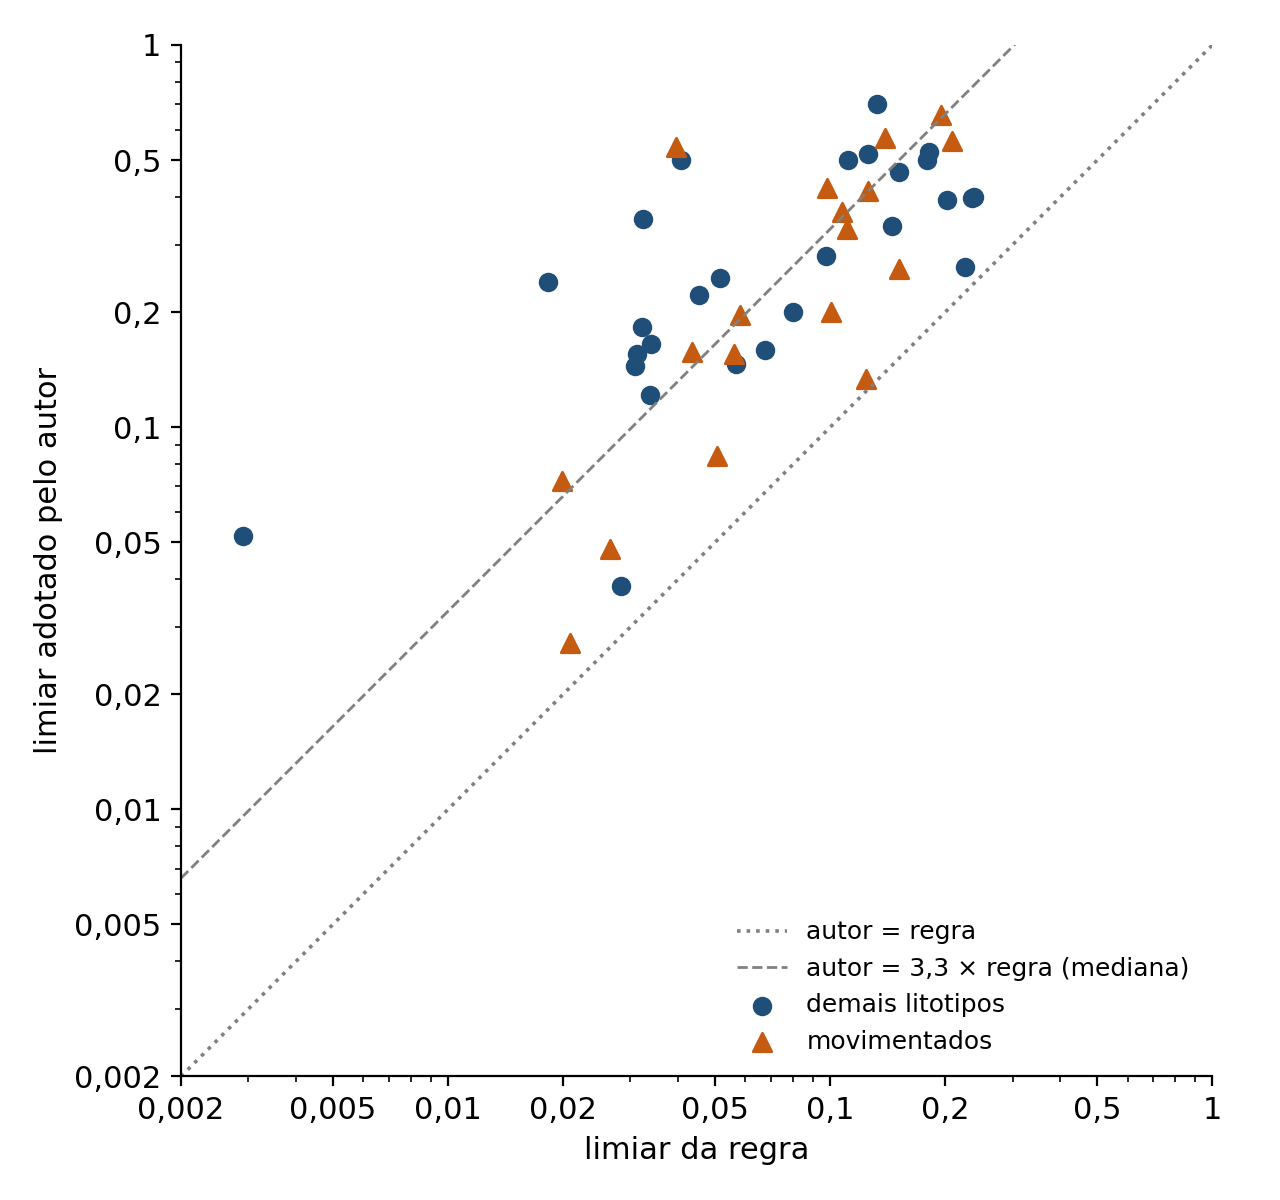 1
0,5
0,2
0,1
0,05
0,02
0,01
0,005
0,002
limiar adotado pelo autor
autor = regra
autor = 3,3 × regra (mediana)
demais litotipos
movimentados
0,002 0,005 0,01 0,02 0,05 0,1 0,2 0,5 1
limiar da regra